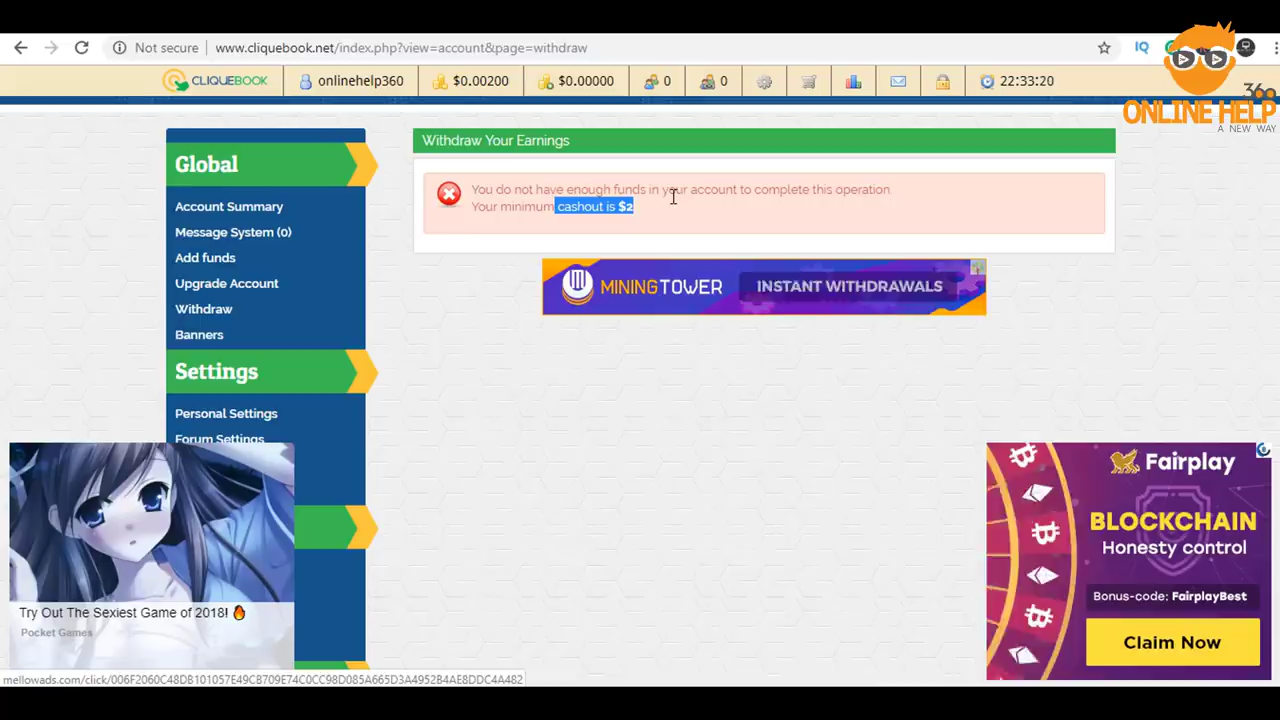 Not secure
www.cliquebook.net/index.php?view=account&page=withdraw
IQ
360
ONLINE HELP
A NEW WAY
CLIQUEBOOK
onlinehelp360
$0.00200
$0.00000
0
0
22:33:20
Global
Account Summary
Message System (0)
Add funds
Upgrade Account
Withdraw
Banners
Settings
Personal Settings
Forum Settings
Withdraw Your Earnings
You do not have enough funds in your account to complete this operation.
Your minimum cashout is $2
MININGTOWER
INSTANT WITHDRAWALS
Try Out The Sexiest Game of 2018!
Pocket Games
Fairplay
BLOCKCHAIN
Honesty control
Bonus-code: FairplayBest
Claim Now
mellowads.com/click/006F2060C48DB101057E49CB709E74C0CC98D085A665D3A4952B4AE8DDC4A482